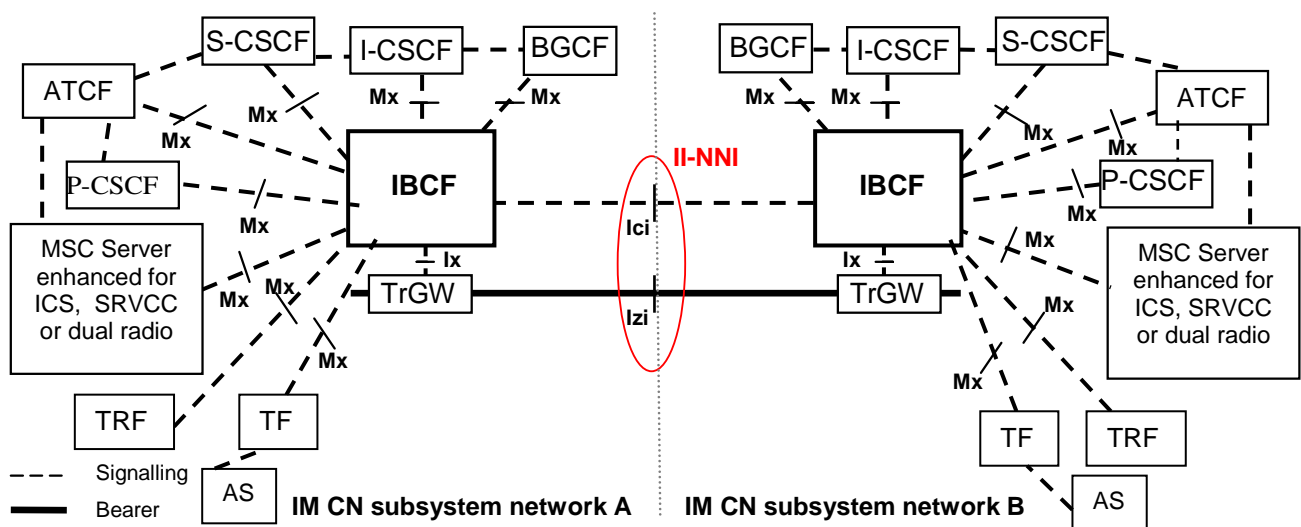 S-CSCF
I-CSCF
BGCF
BGCF
I-CSCF
S-CSCF
ATCF
ATCF
Mx
Mx
Mx
Mx
Mx
Mx
Mx
Mx
IBCF
II-NNI
IBCF
P-CSCF
P-CSCF
Mx
Mx
Ici
MSC Server
enhanced for
ICS, SRVCC
or dual radio
Mx
Mx
Mx
Ix
TrGW
Izi
Ix
TrGW
Mx
Mx
Mx
MSC Server
enhanced for
ICS, SRVCC
or dual radio
TRF
TF
AS
TF
TRF
AS
Signalling
Bearer
IM CN subsystem network A
IM CN subsystem network B